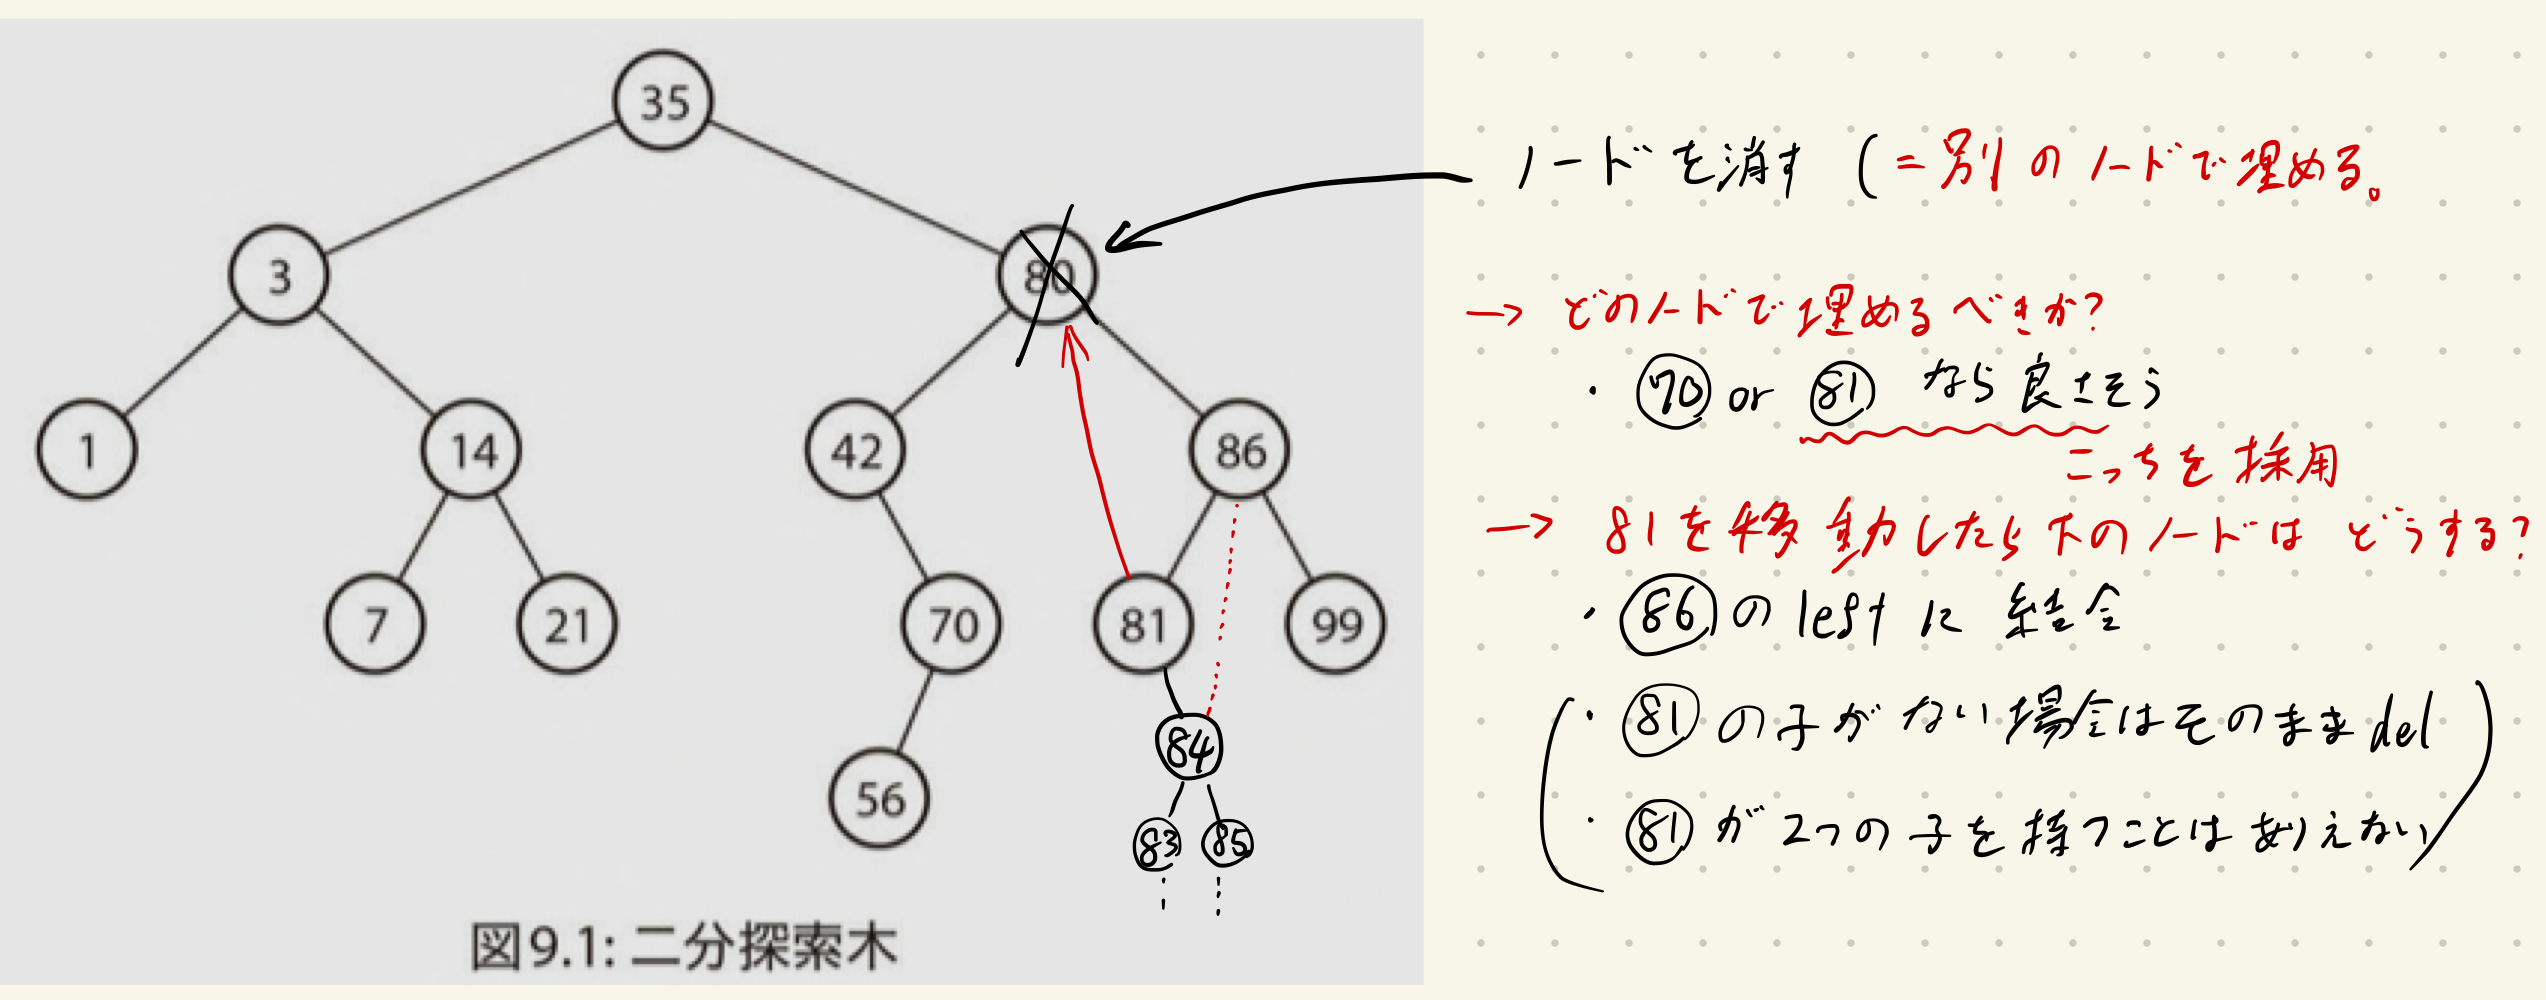 35
3
80
1
14
42
86
7
21
70
81
99
56
84
83
85
図9.1: 二分探索木
ノードを消す (=別のノードで埋める。
→ どのノードで埋めるべきか?
・70 or 81 なら良さそう
こっちを採用
→ 81を移動したら下のノードは どうする?
・86のleftに結合
・81の子がない場合はそのままdel
・81が2つの子を持つことはありえない